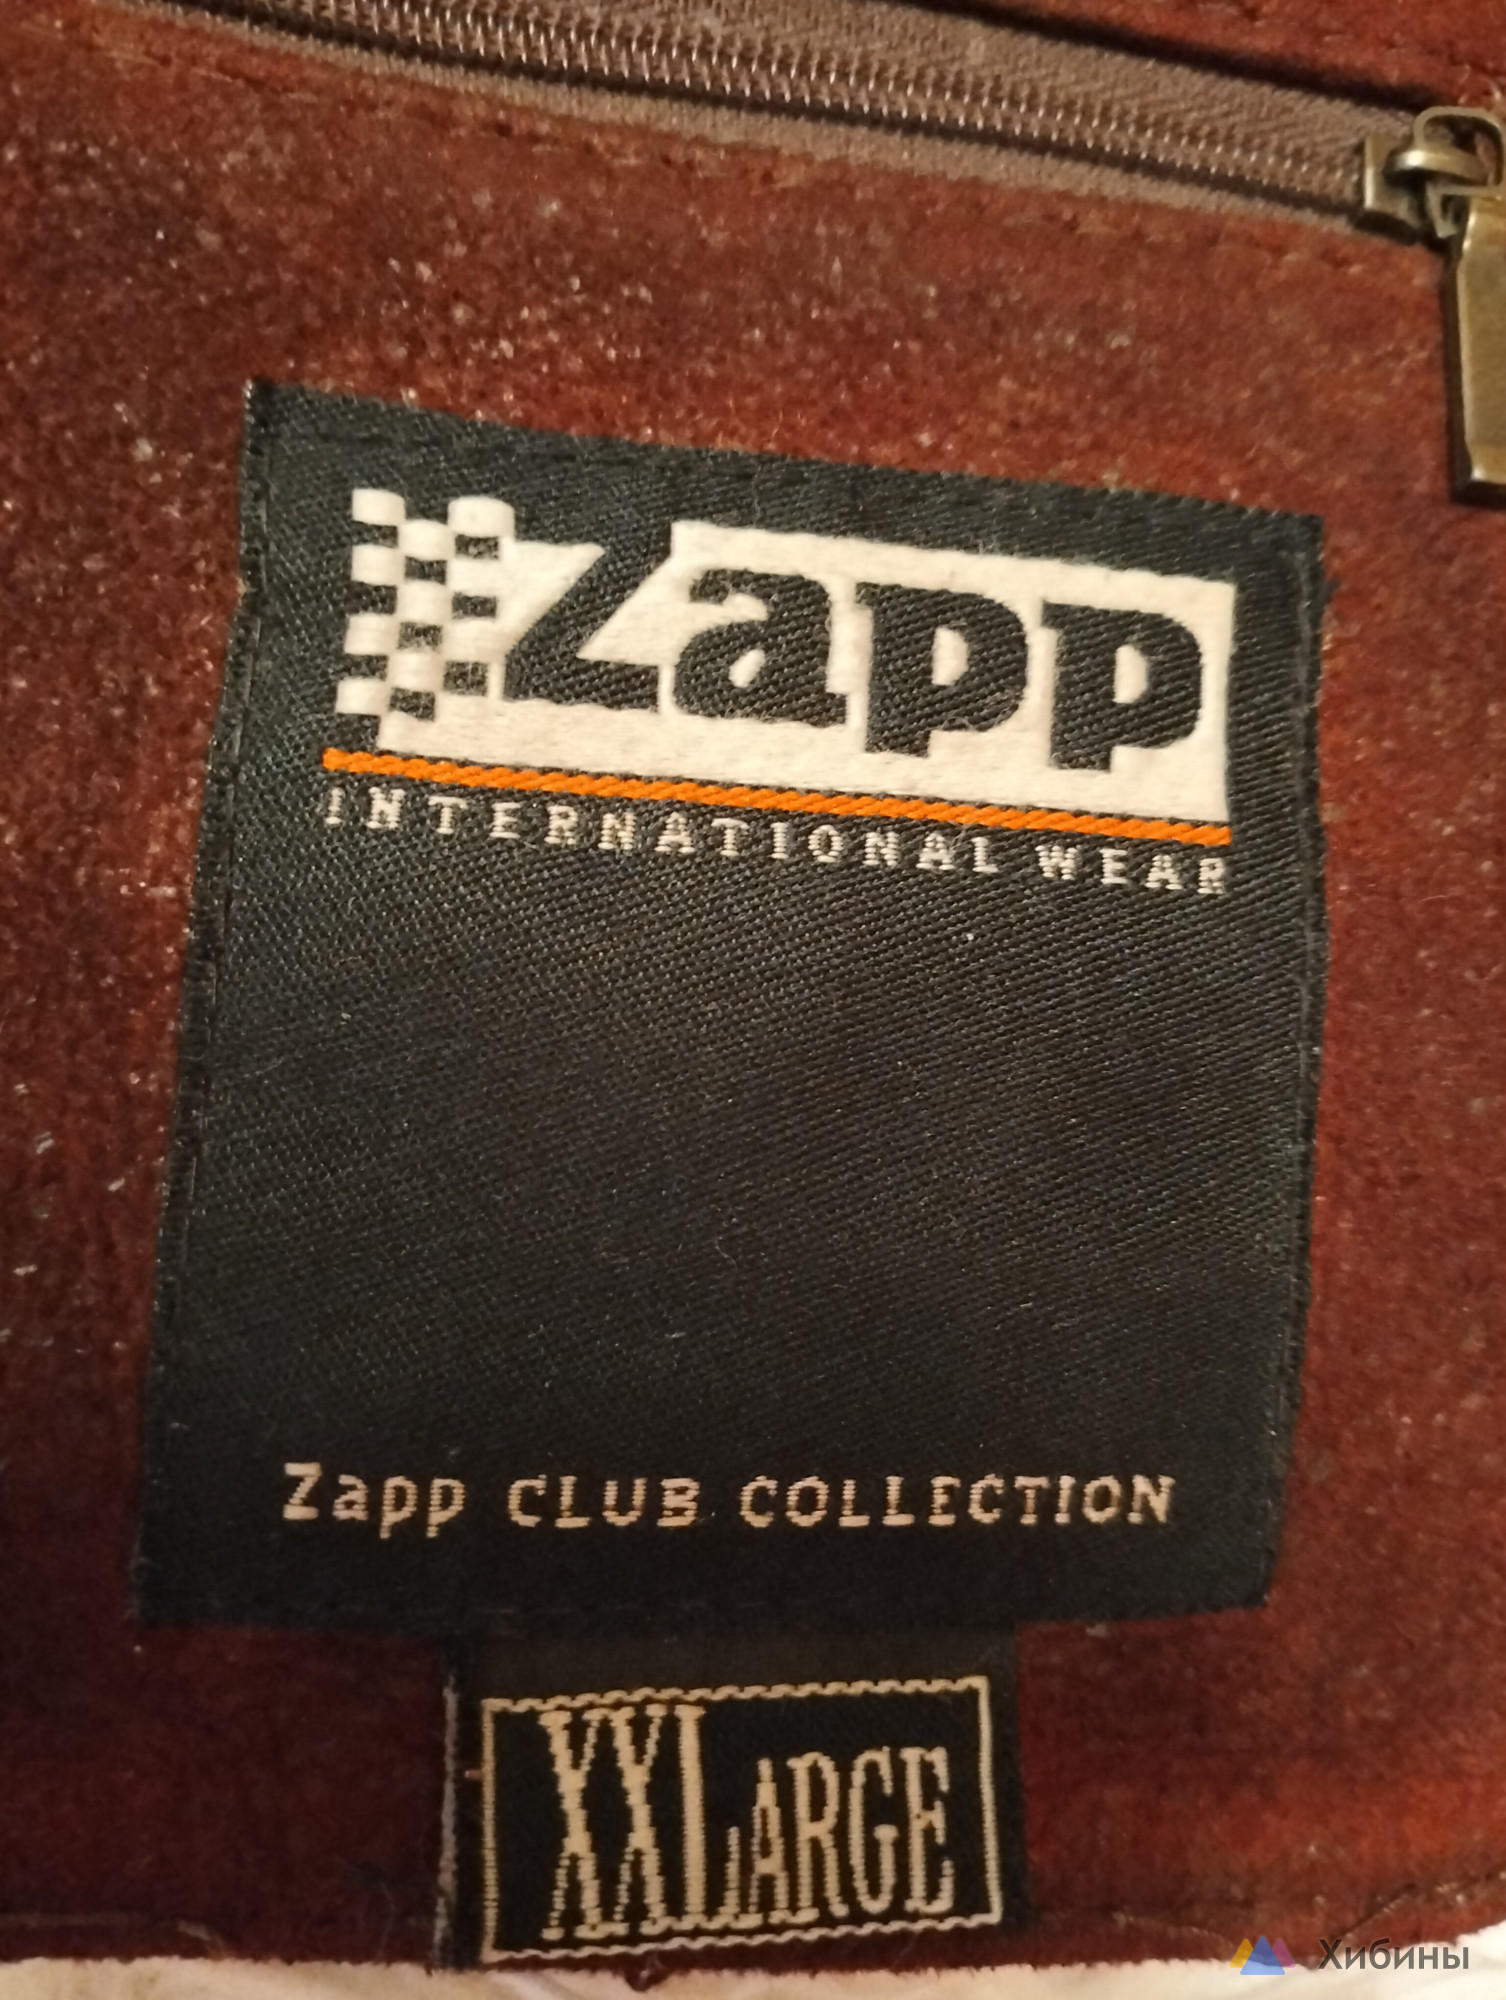 Zapp
INTERNATIONAL WEAR
Zapp CLUB COLLECTION
XXLARGE
Хибины